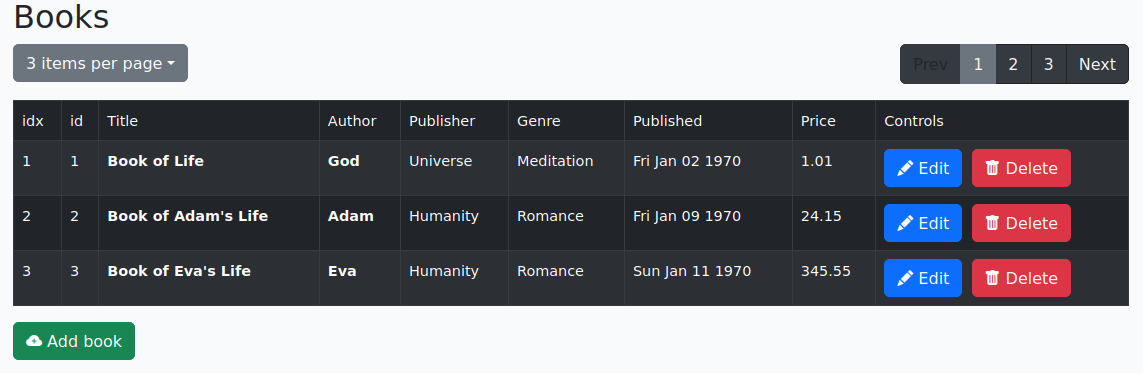 Books
3 items per page
Prev 1 2 3 Next
idx id Title Author Publisher Genre Published Price Controls
1 1 Book of Life God Universe Meditation Fri Jan 02 1970 1.01 Edit Delete
2 2 Book of Adam's Life Adam Humanity Romance Fri Jan 09 1970 24.15 Edit Delete
3 3 Book of Eva's Life Eva Humanity Romance Sun Jan 11 1970 345.55 Edit Delete
Add book